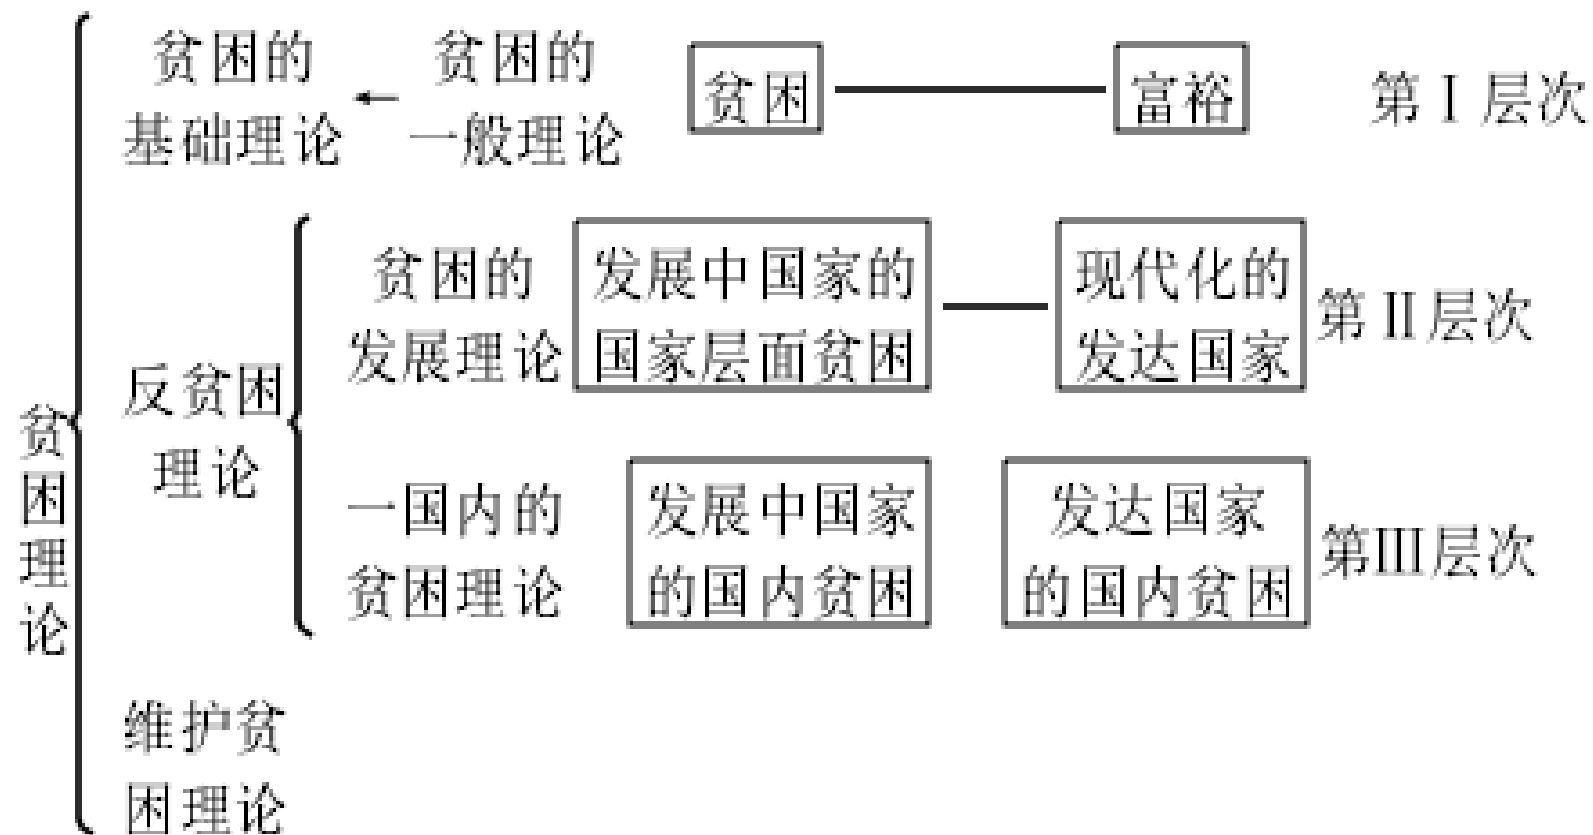 贫困理论
贫困的
基础理论
←
贫困的
一般理论
贫困
富裕
第Ⅰ层次
反贫困
理论
贫困的
发展理论
发展中国家的
国家层面贫困
现代化的
发达国家
第Ⅱ层次
一国内的
贫困理论
发展中国家
的国内贫困
发达国家
的国内贫困
第Ⅲ层次
维护贫
困理论